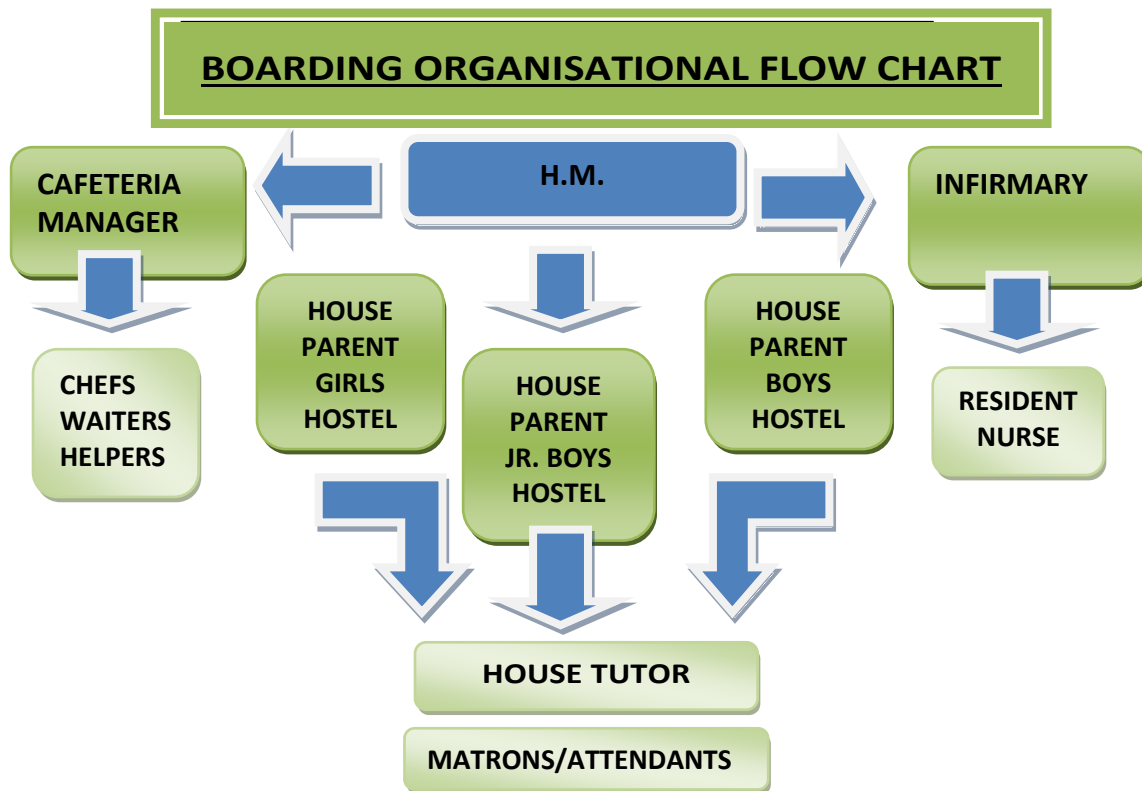 BOARDING ORGANISATIONAL FLOW CHART
H.M.
CAFETERIA
MANAGER
INFIRMARY
HOUSE
PARENT
GIRLS
HOSTEL
HOUSE
PARENT
JR. BOYS
HOSTEL
HOUSE
PARENT
BOYS
HOSTEL
CHEFS
WAITERS
HELPERS
RESIDENT
NURSE
HOUSE TUTOR
MATRONS/ATTENDANTS